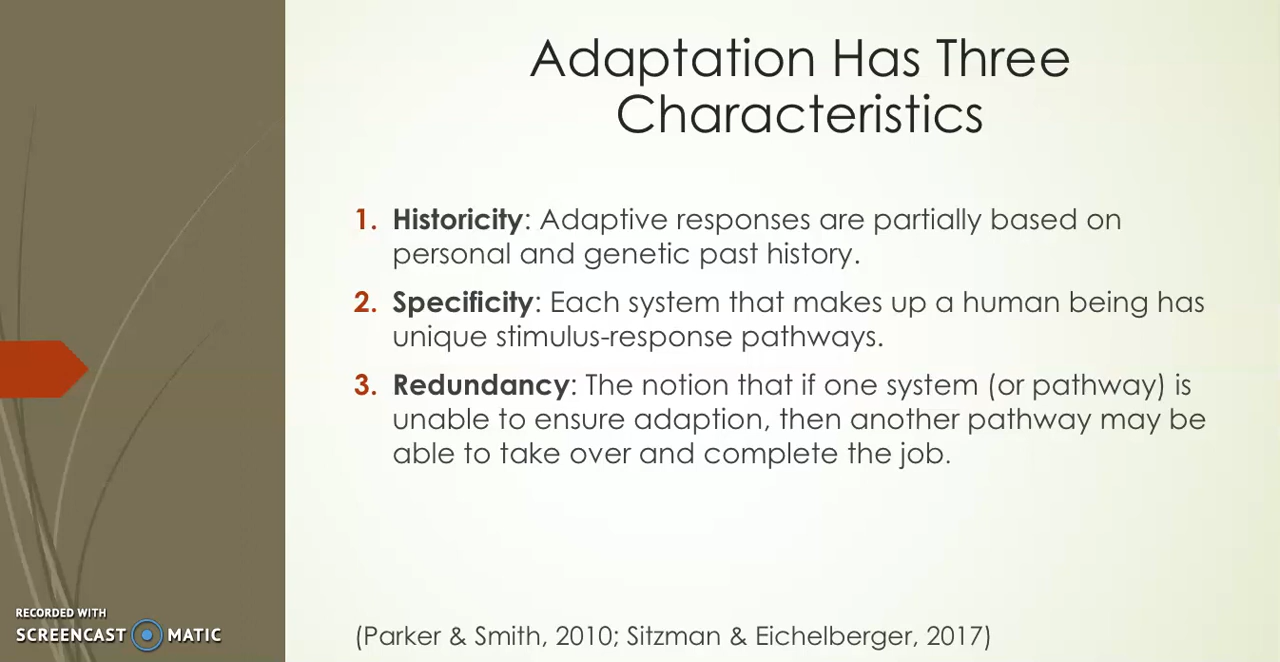 Adaptation Has Three
Characteristics
1. Historicity: Adaptive responses are partially based on
personal and genetic past history.
2. Specificity: Each system that makes up a human being has
unique stimulus-response pathways.
3. Redundancy: The notion that if one system (or pathway) is
unable to ensure adaption, then another pathway may be
able to take over and complete the job.
(Parker & Smith, 2010; Sitzman & Eichelberger, 2017)
RECORDED WITH
SCREENCAST MATIC